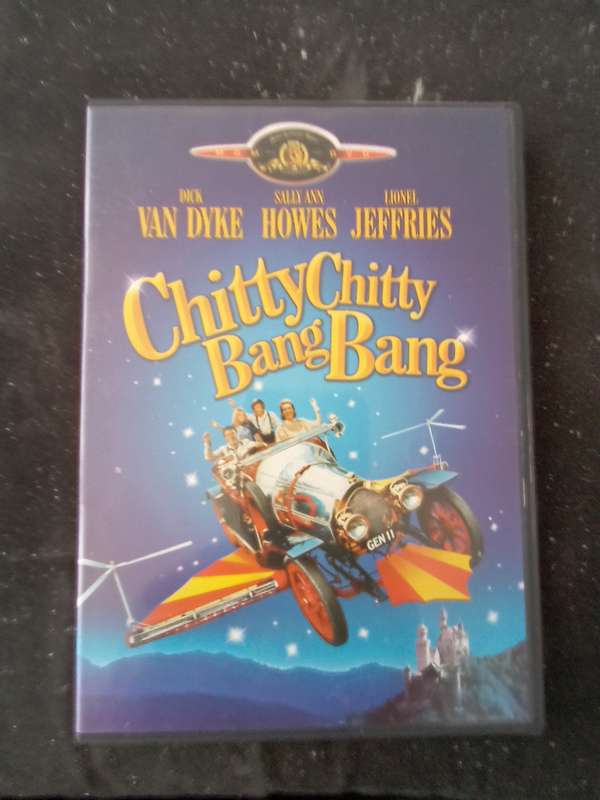 DICK
VAN DYKE
SALLY ANN
HOWES
LIONEL
JEFFRIES
Chitty Chitty
Bang Bang
GEN 11